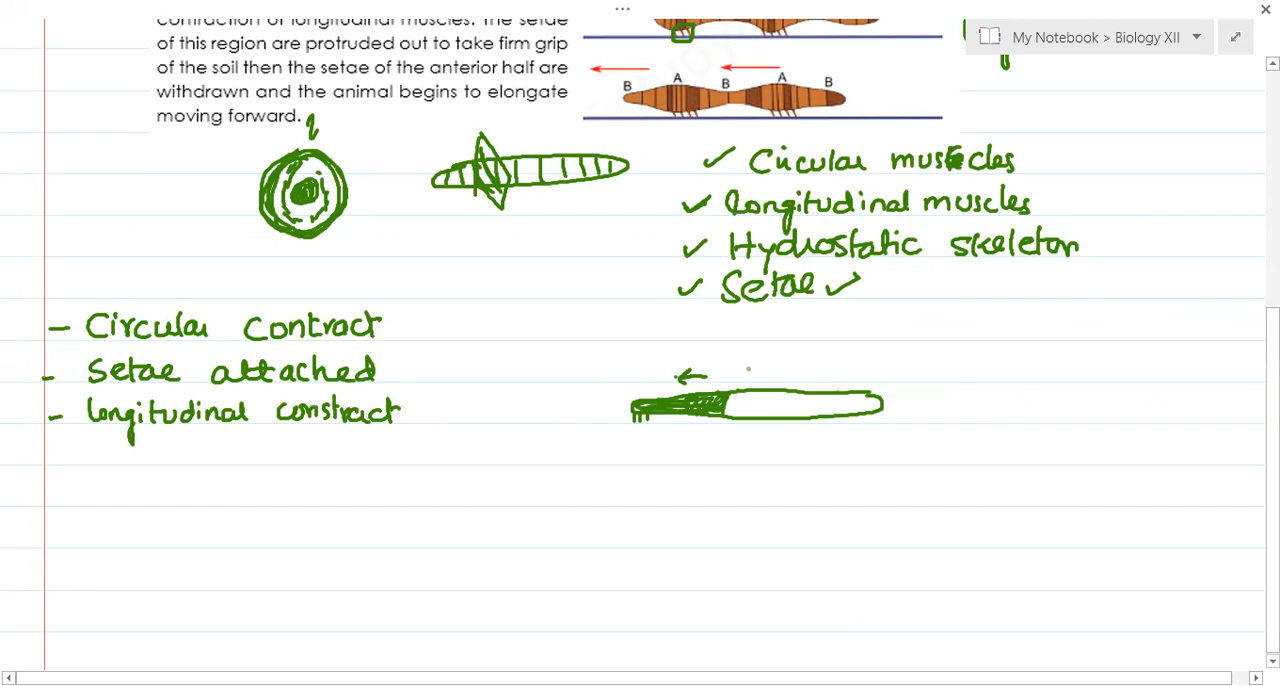 contraction of longitudinal muscles. The setae
of this region are protruded out to take firm grip
of the soil then the setae of the anterior half are
withdrawn and the animal begins to elongate
moving forward.
My Notebook > Biology XII
B A B A B
Circular muscles
Longitudinal muscles
Hydrostatic skeleton
Setae
- Circular Contract
- Setae attached
- longitudinal constract